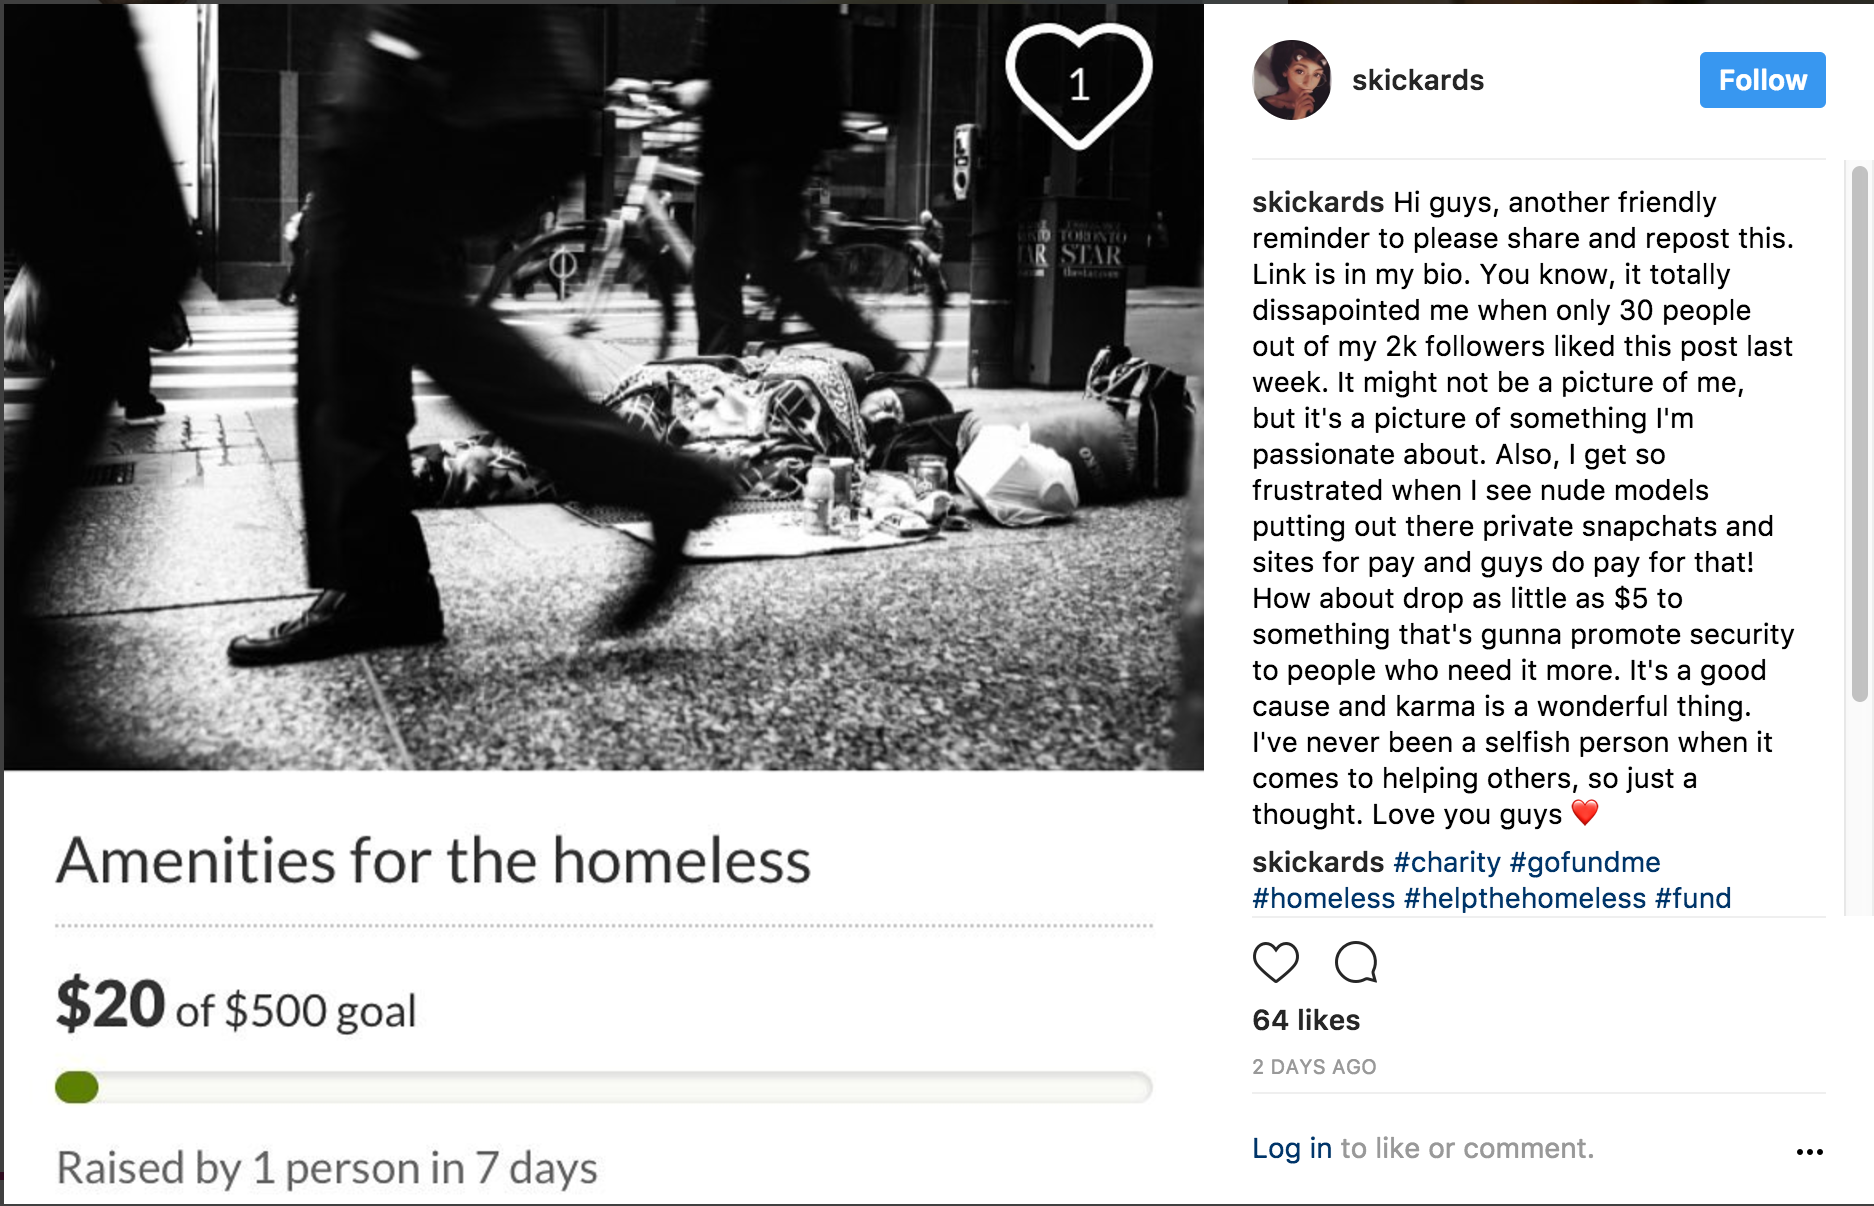 1
TORONTO
STAR
thestar.com
Amenities for the homeless
$20 of $500 goal
Raised by 1 person in 7 days
skickards
Follow
skickards Hi guys, another friendly
reminder to please share and repost this.
Link is in my bio. You know, it totally
dissapointed me when only 30 people
out of my 2k followers liked this post last
week. It might not be a picture of me,
but it's a picture of something I'm
passionate about. Also, I get so
frustrated when I see nude models
putting out there private snapchats and
sites for pay and guys do pay for that!
How about drop as little as $5 to
something that's gunna promote security
to people who need it more. It's a good
cause and karma is a wonderful thing.
I've never been a selfish person when it
comes to helping others, so just a
thought. Love you guys ❤️
skickards #charity #gofundme
#homeless #helpthehomeless #fund
64 likes
2 DAYS AGO
Log in to like or comment.